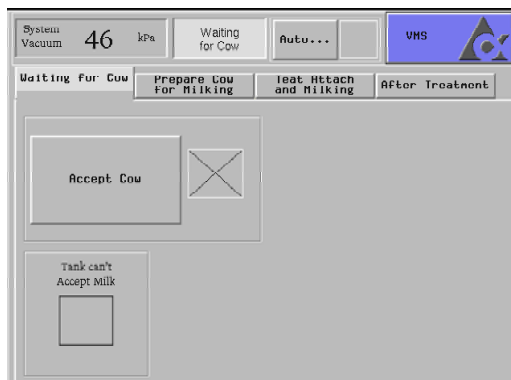 System
Vacuum 46 kPa
Waiting
for Cow
Auto...
VMS
Waiting for Cow
Prepare Cow
for Milking
Teat Attach
and Milking
After Treatment
Accept Cow
Tank can't
Accept Milk